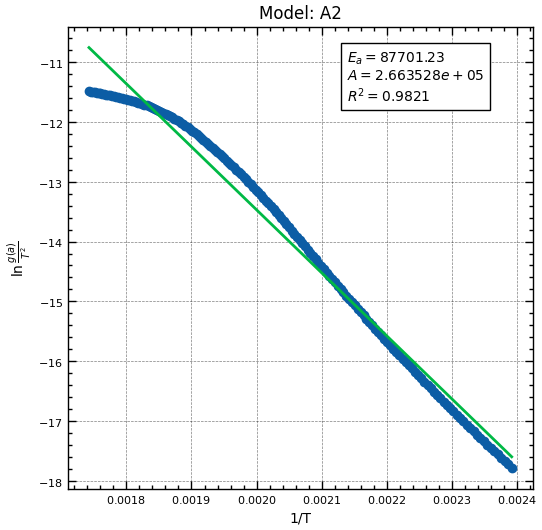 Model: A2
E_a = 87701.23
A = 2.663528e + 05
R² = 0.9821
ln g(a)/T²
−11
−12
−13
−14
−15
−16
−17
−18
0.0018 0.0019 0.0020 0.0021 0.0022 0.0023 0.0024
1/T